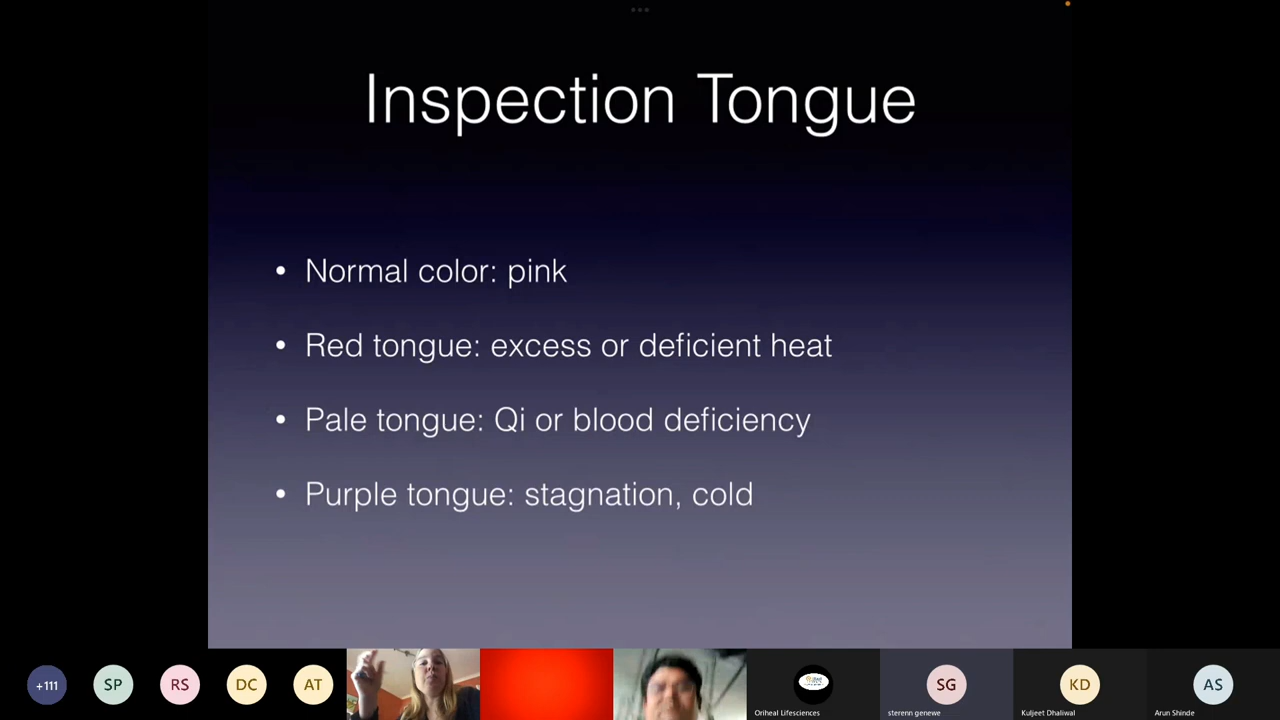 Inspection Tongue
• Normal color: pink
• Red tongue: excess or deficient heat
• Pale tongue: Qi or blood deficiency
• Purple tongue: stagnation, cold
+111
SP
RS
DC
AT
SG
KD
AS
Oriheal Lifesciences
sterenn genewe
Kuljeet Dhaliwal
Arun Shinde